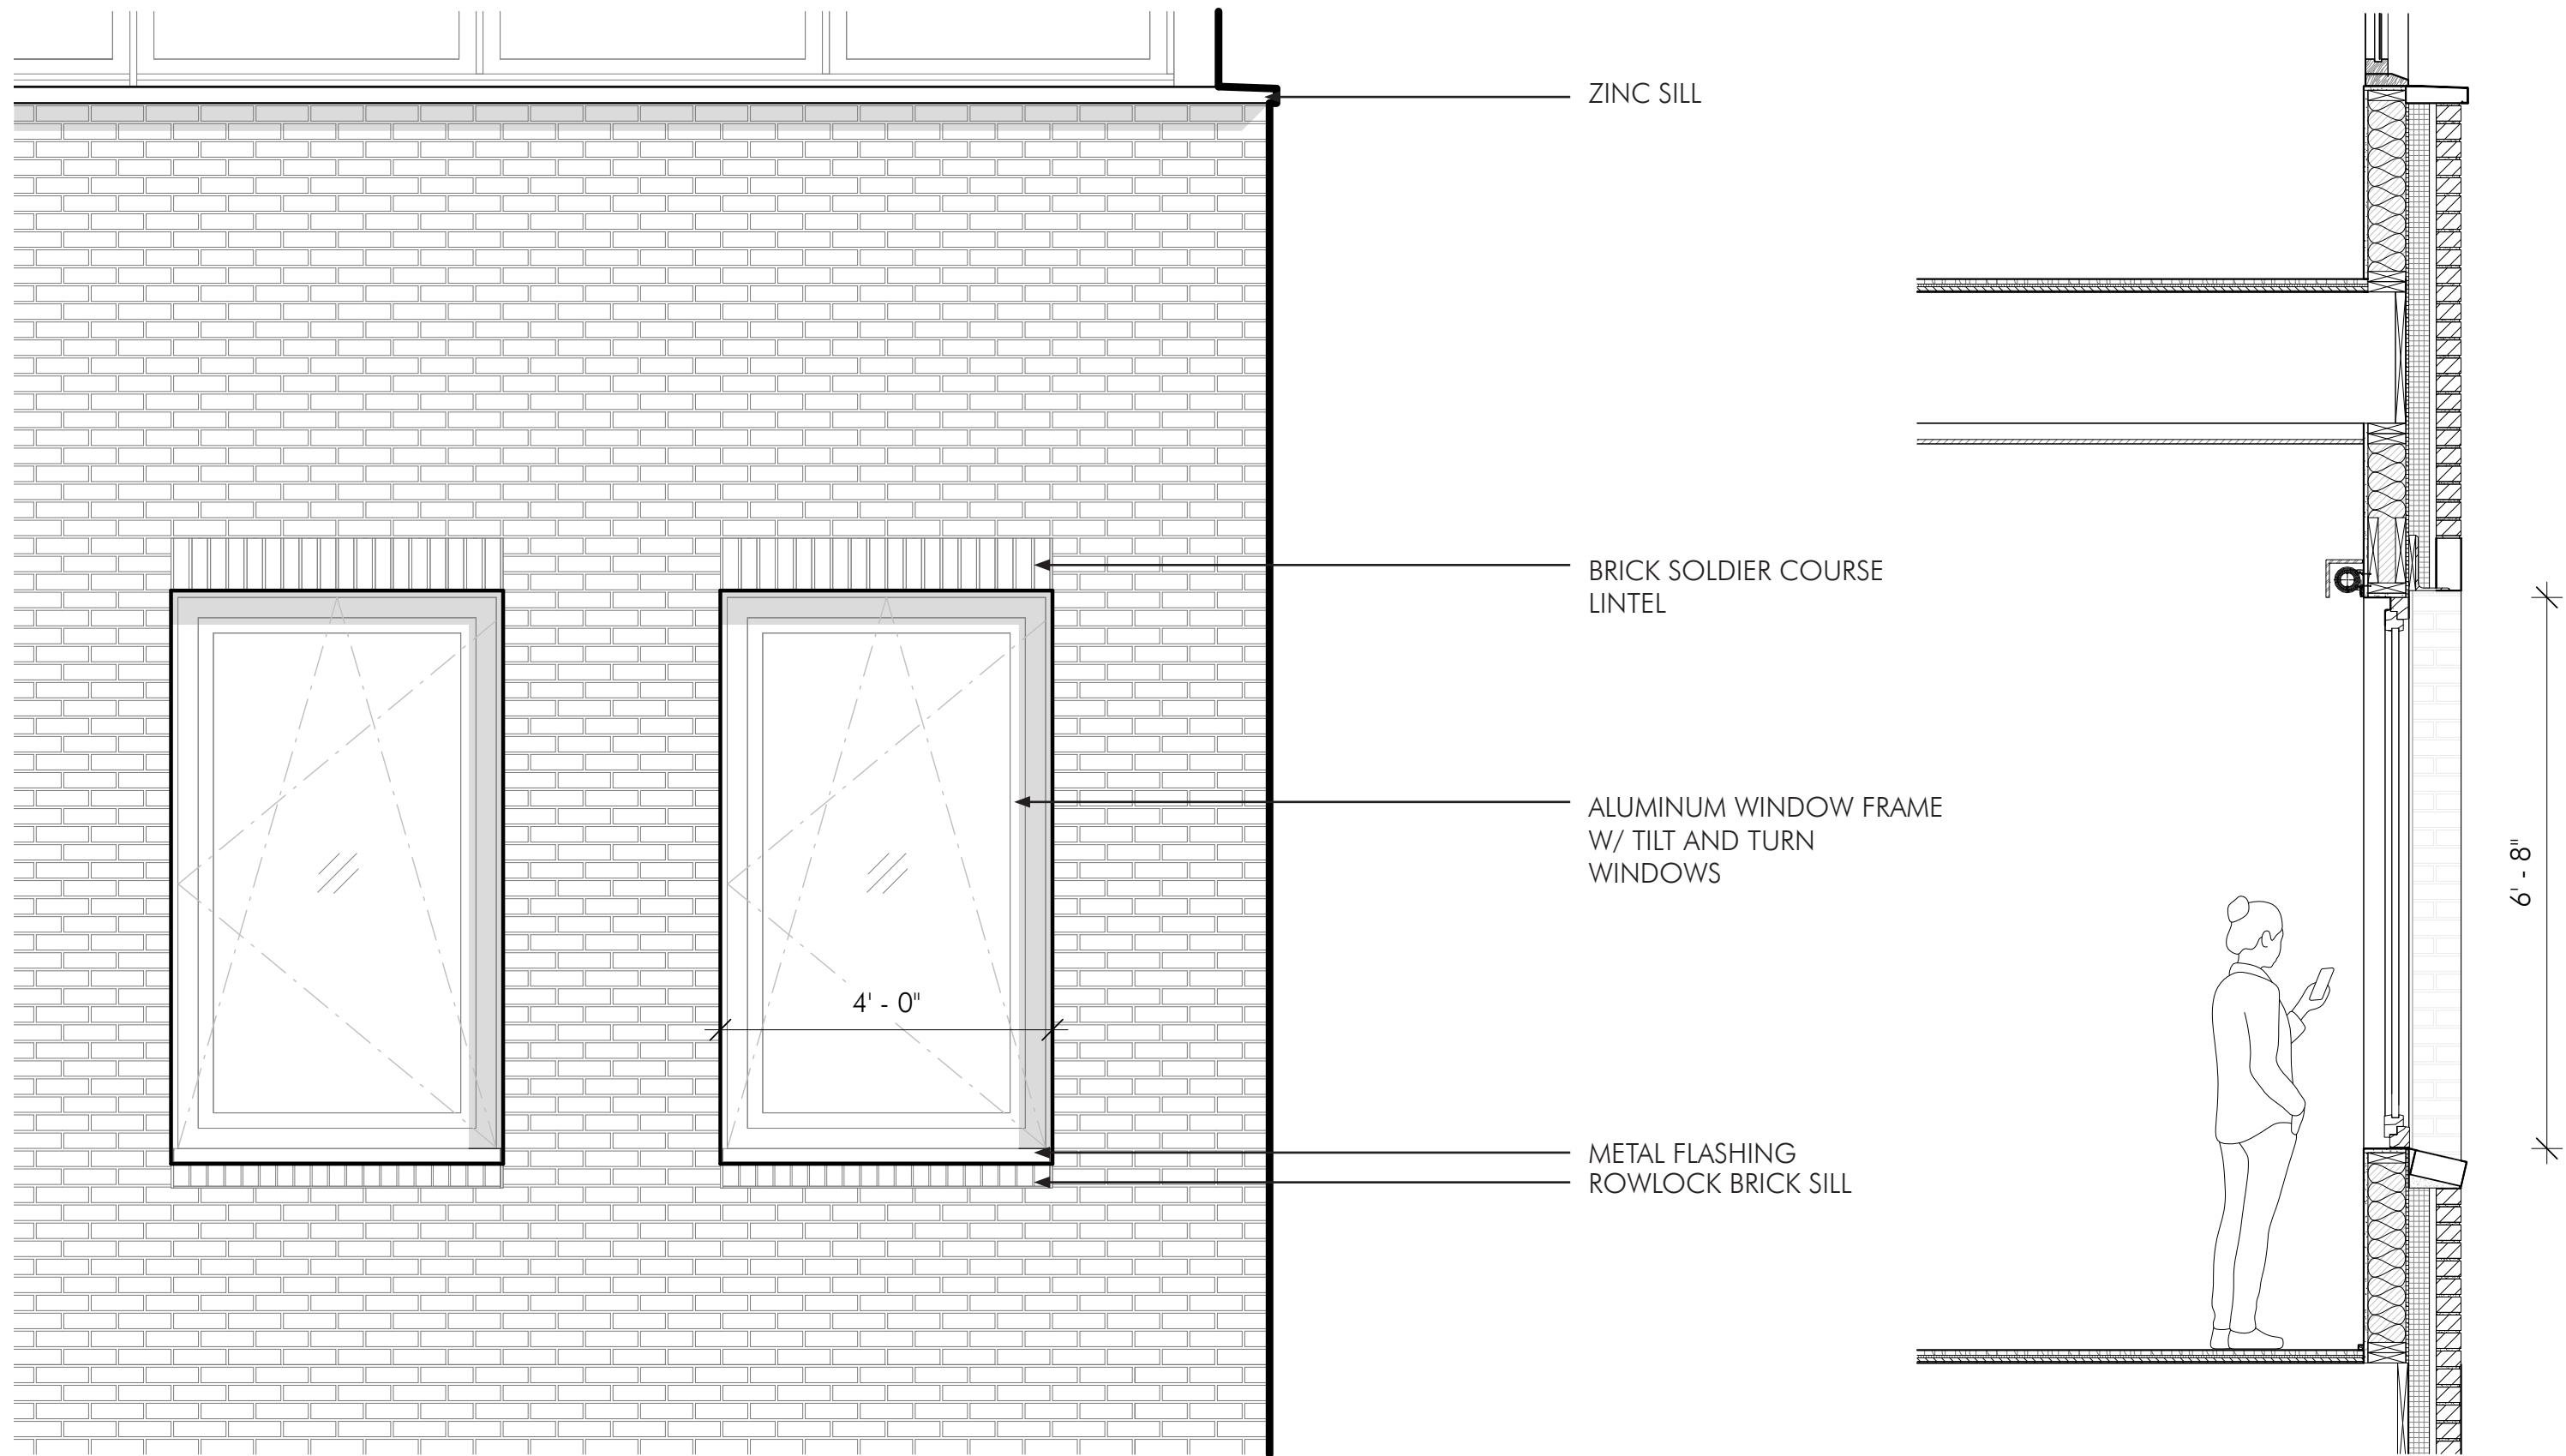 ZINC SILL
BRICK SOLDIER COURSE
LINTEL
ALUMINUM WINDOW FRAME
W/ TILT AND TURN
WINDOWS
6' - 8"
4' - 0"
METAL FLASHING
ROWLOCK BRICK SILL